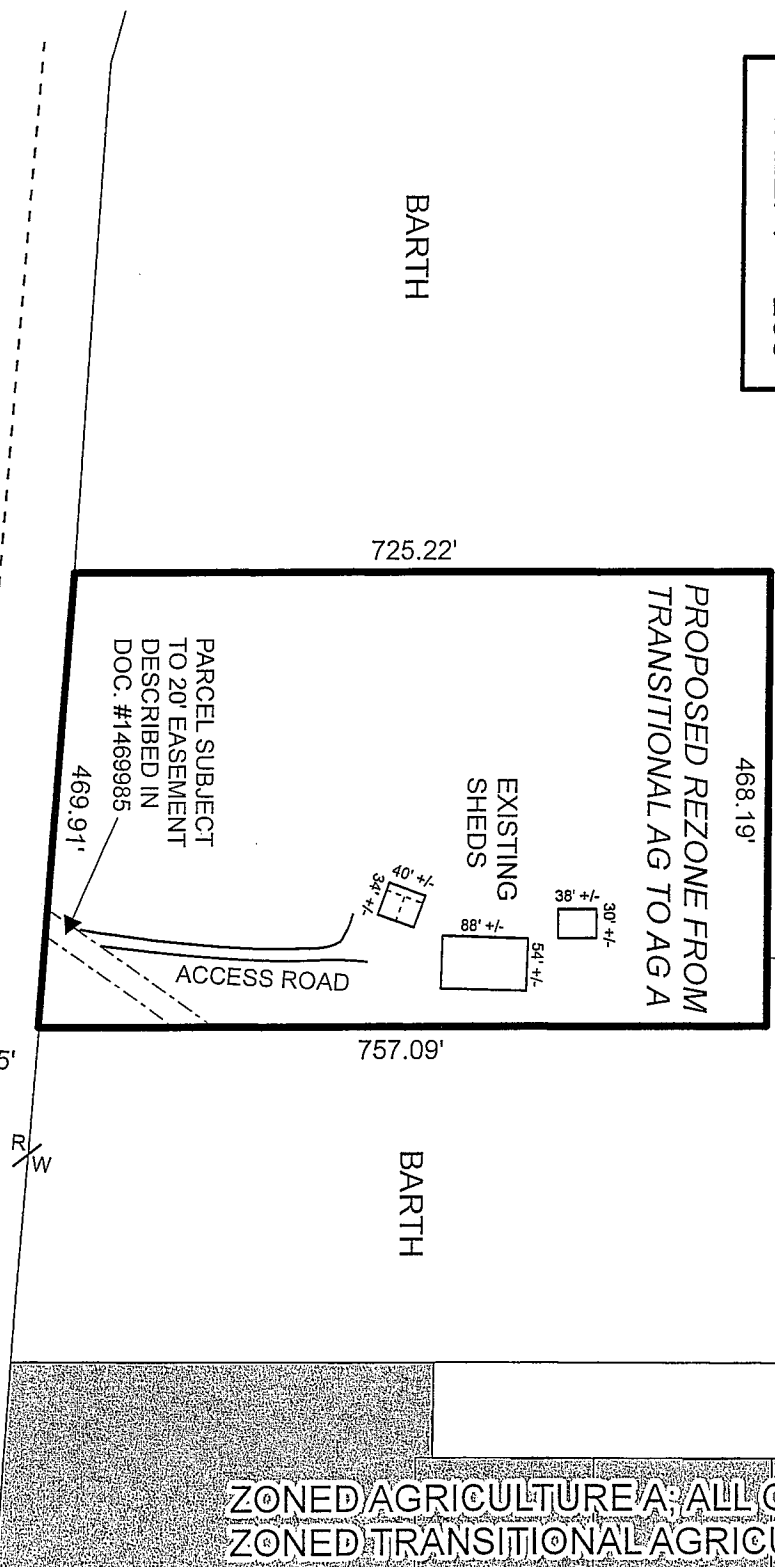 BARTH
725.22'
PROPOSED REZONE FROM
TRANSITIONAL AG TO AG A
468.19'
EXISTING
SHEDS
38' +/-
30' +/-
88' +/-
54' +/-
40' +/-
34' +/-
PARCEL SUBJECT
TO 20' EASEMENT
DESCRIBED IN
DOC. #1469985
469.91'
ACCESS ROAD
757.09'
5'
R/W
BARTH
ZONED AGRICULTURE A; ALL
ZONED TRANSITIONAL